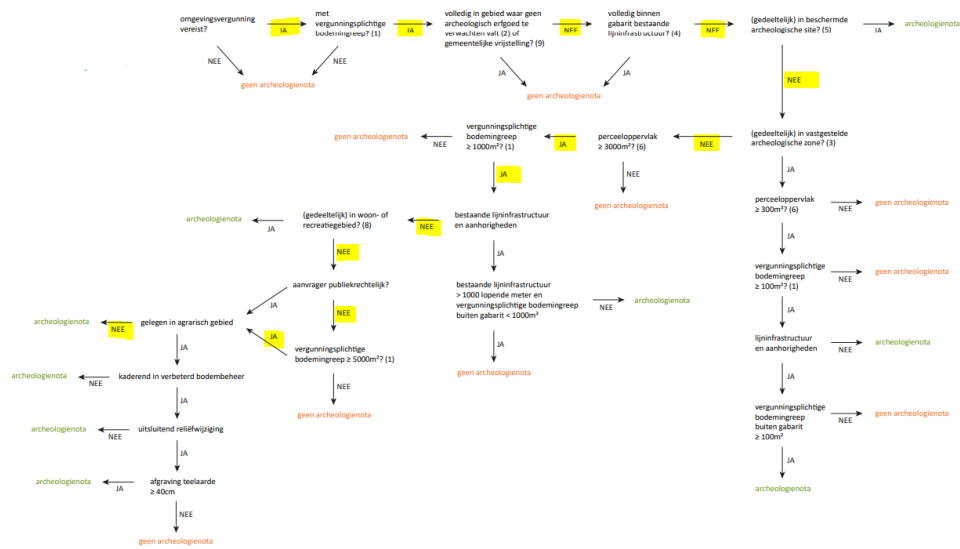 omgevingsvergunning
vereist?
JA
met
vergunningsplichtige
bodemingreep? (1)
JA
volledig in gebied waar geen
archeologisch erfgoed te
verwachten valt (2) of
gemeentelijke vrijstelling? (9)
NEE
volledig binnen
gabarit bestaande
lijninfrastructuur? (4)
NEE
(gedeeltelijk) in beschermde
archeologische site? (5)
JA
archeologienota
NEE
NEE
geen archeologienota
JA
JA
geen archeologienota
NEE
geen archeologienota
NEE
vergunningsplichtige
bodemingreep
≥ 1000m²? (1)
JA
perceeloppervlak
≥ 3000m²? (6)
NEE
(gedeeltelijk) in vastgestelde
archeologische zone? (3)
JA
NEE
geen archeologienota
JA
perceeloppervlak
≥ 300m²? (6)
NEE
geen archeologienota
archeologienota
JA
(gedeeltelijk) in woon- of
recreatiegebied? (8)
NEE
bestaande lijninfrastructuur
en aanhorigheden
JA
NEE
JA
vergunningsplichtige
bodemingreep
≥ 100m²? (1)
NEE
geen archeologienota
aanvrager publiekrechtelijk?
JA
NEE
bestaande lijninfrastructuur
> 1000 lopende meter en
vergunningsplichtige bodemingreep
buiten gabarit < 1000m²
NEE
archeologienota
JA
archeologienota
NEE
gelegen in agrarisch gebied
JA
vergunningsplichtige
bodemingreep ≥ 5000m²? (1)
JA
geen archeologienota
lijninfrastructuur
en aanhorigheden
NEE
archeologienota
JA
archeologienota
NEE
kaderend in verbeterd bodembeheer
NEE
geen archeologienota
JA
vergunningsplichtige
bodemingreep
buiten gabarit
≥ 100m²
NEE
geen archeologienota
JA
archeologienota
NEE
uitsluitend reliëfwijziging
JA
archeologienota
JA
afgraving teelaarde
≥ 40cm
archeologienota
NEE
geen archeologienota